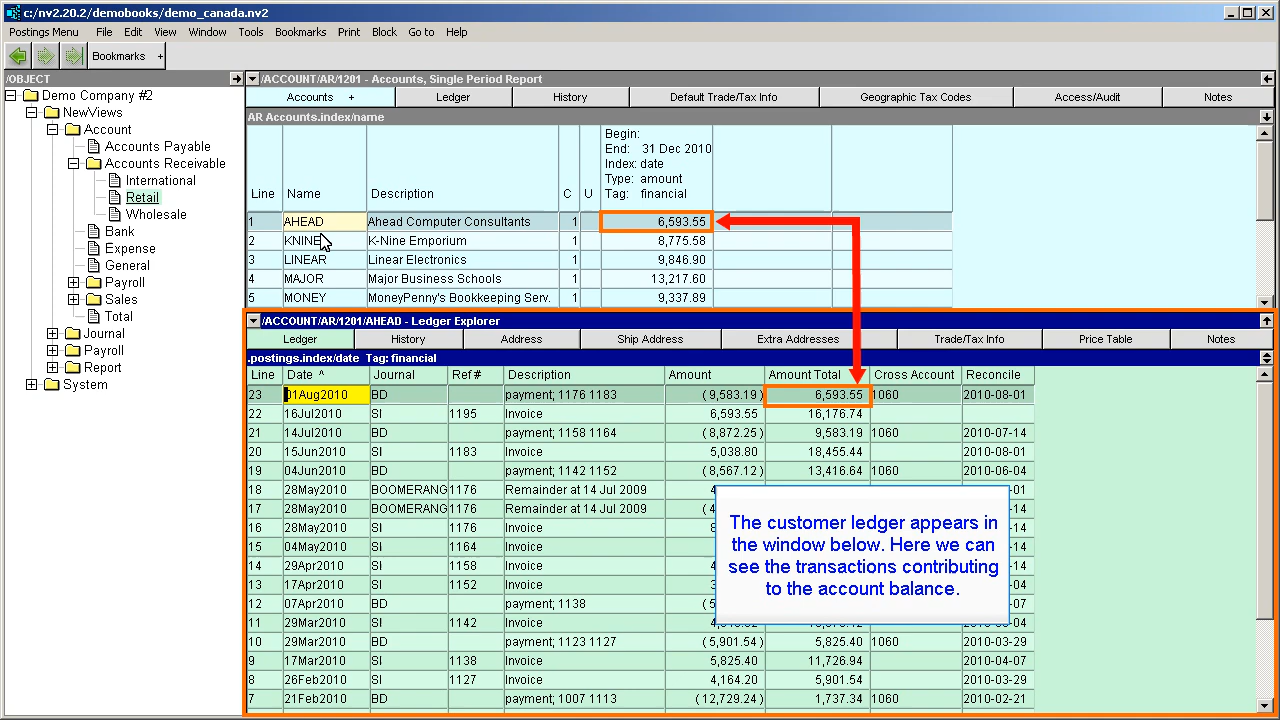 c:/nv2.20.2/demobooks/demo_canada.nv2
Postings Menu File Edit View Window Tools Bookmarks Print Block Go to Help
Bookmarks +
/OBJECT
Demo Company #2
NewViews
Account
Accounts Payable
Accounts Receivable
International
Retail
Wholesale
Bank
Expense
General
Payroll
Sales
Total
Journal
Payroll
Report
System
/ACCOUNT/AR/1201 - Accounts, Single Period Report
Accounts + Ledger History Default Trade/Tax Info Geographic Tax Codes Access/Audit Notes
AR Accounts.index/name
Begin:
End: 31 Dec 2010
Index: date
Type: amount
Line Name Description C U Tag: financial
1 AHEAD Ahead Computer Consultants 1 6,593.55
2 KNINE K-Nine Emporium 1 8,775.58
3 LINEAR Linear Electronics 1 9,846.90
4 MAJOR Major Business Schools 1 13,217.60
5 MONEY MoneyPenny's Bookkeeping Serv. 1 9,337.89
/ACCOUNT/AR/1201/AHEAD - Ledger Explorer
Ledger History Address Ship Address Extra Addresses Trade/Tax Info Price Table Notes
.postings.index/date Tag: financial
Line Date ^ Journal Ref# Description Amount Amount Total Cross Account Reconcile
23 01Aug2010 BD payment; 1176 1183 (9,583.19) 6,593.55 1060 2010-08-01
22 16Jul2010 SI 1195 Invoice 6,593.55 16,176.74
21 14Jul2010 BD payment; 1158 1164 (8,872.25) 9,583.19 1060 2010-07-14
20 15Jun2010 SI 1183 Invoice 5,038.80 18,455.44 2010-08-01
19 04Jun2010 BD payment; 1142 1152 (8,567.12) 13,416.64 1060 2010-06-04
18 28May2010 BOOMERANG 1176 Remainder at 14 Jul 2009 4 -01
17 28May2010 BOOMERANG 1176 Remainder at 14 Jul 2009 (4 -14
16 28May2010 SI 1176 Invoice -14
15 04May2010 SI 1164 Invoice -14
14 29Apr2010 SI 1158 Invoice -14
13 17Apr2010 SI 1152 Invoice -04
12 07Apr2010 BD payment; 1138 (5 -07
11 29Mar2010 SI 1142 Invoice -04
10 29Mar2010 BD payment; 1123 1127 (5,901.54) 5,825.40 1060 2010-03-29
9 17Mar2010 SI 1138 Invoice 5,825.40 11,726.94 2010-04-07
8 26Feb2010 SI 1127 Invoice 4,164.20 5,901.54 2010-03-29
7 21Feb2010 BD payment; 1007 1113 (12,729.24) 1,737.34 1060 2010-02-21
The customer ledger appears in
the window below. Here we can
see the transactions contributing
to the account balance.